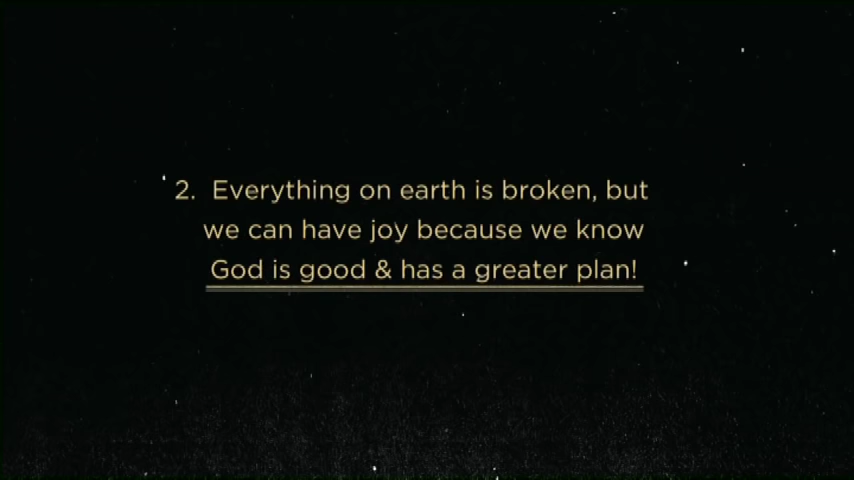 2. Everything on earth is broken, but
we can have joy because we know
God is good & has a greater plan!